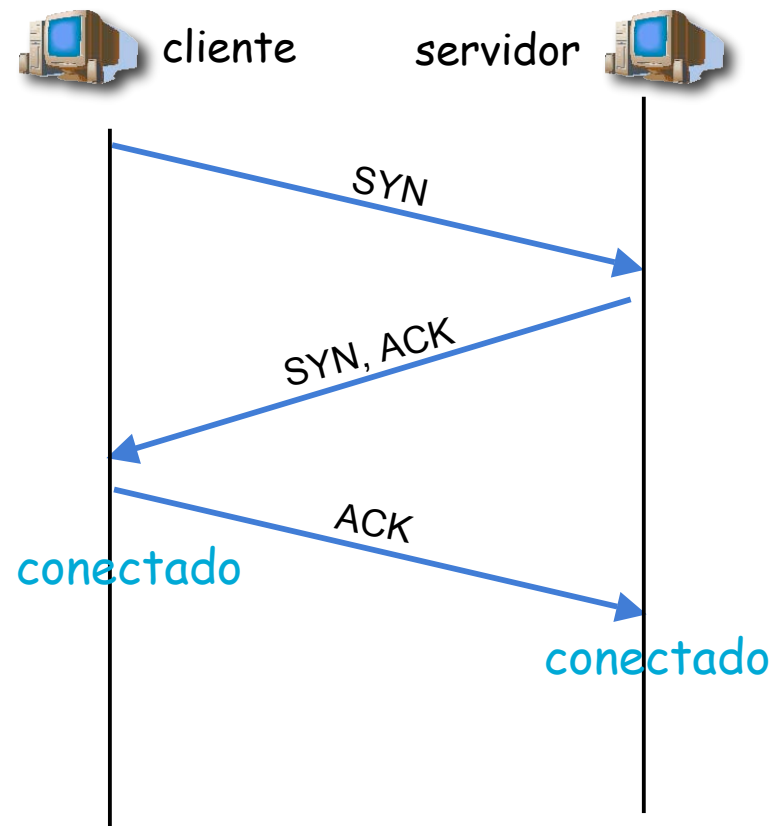 cliente
servidor
SYN
SYN, ACK
ACK
conectado
conectado